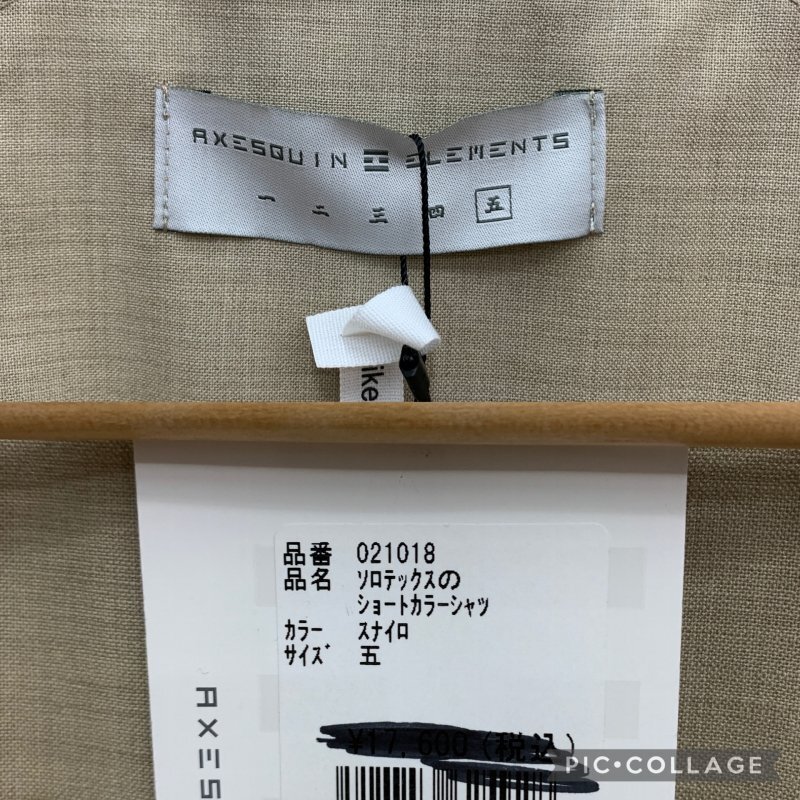 AXESQUIN ELEMENTS
一 二 三 四 五
ike
品番 021018
品名 ソロテックスの
ショートカラーシャツ
カラー スナイロ
サイズ 五
¥17,600(税込)
AXES
PIC•COLLAGE